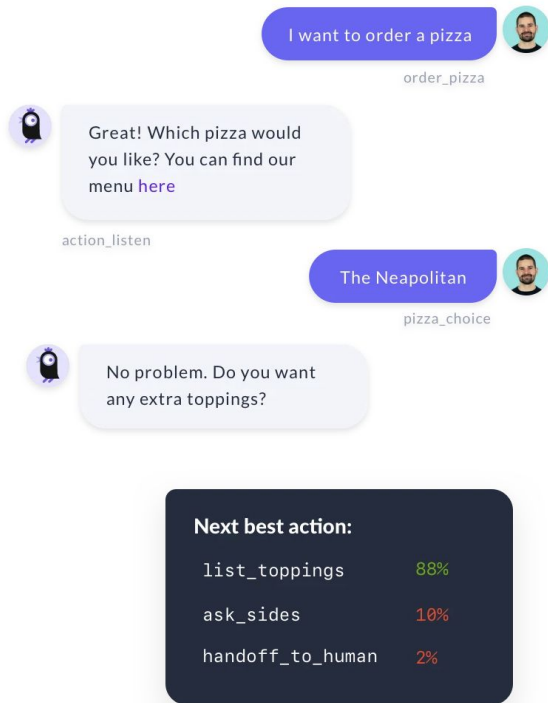 I want to order a pizza
order_pizza
Great! Which pizza would
you like? You can find our
menu here
action_listen
The Neapolitan
pizza_choice
No problem. Do you want
any extra toppings?
Next best action:
list_toppings 88%
ask_sides 10%
handoff_to_human 2%